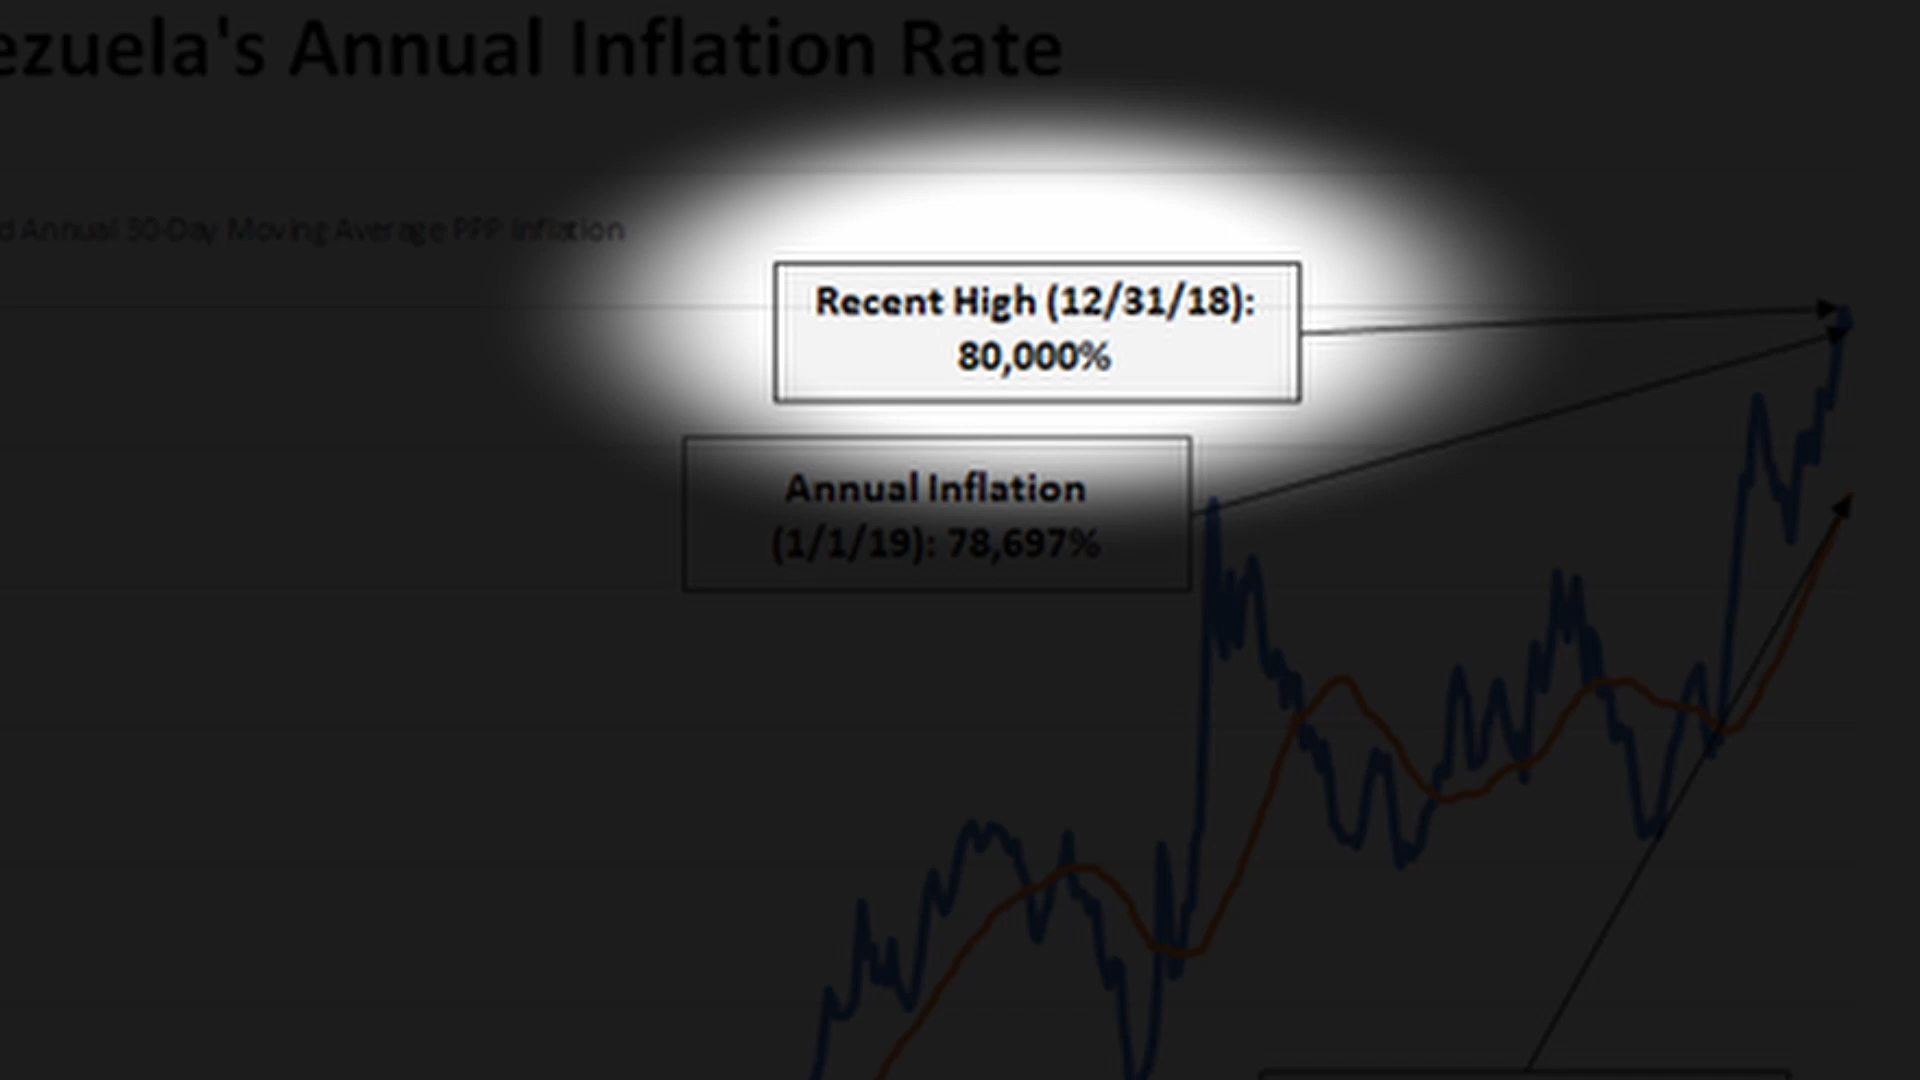 ezuela's Annual Inflation Rate
d Annual 30-Day Moving Average PPP Inflation
Recent High (12/31/18):
80,000%
Annual Inflation
(1/1/19): 78,697%